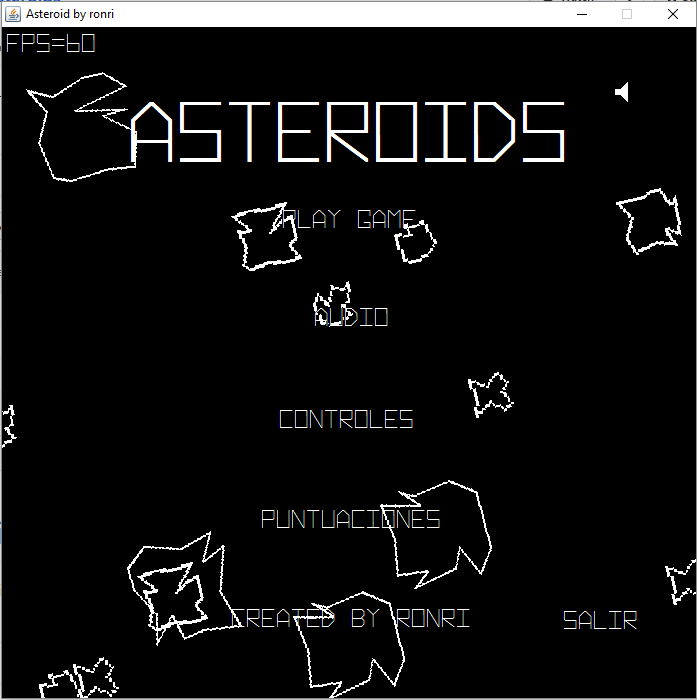 Asteroid by ronri
FPS=60
ASTEROIDS
PLAY GAME
AUDIO
CONTROLES
PUNTUACIONES
CREATED BY RONRI
SALIR